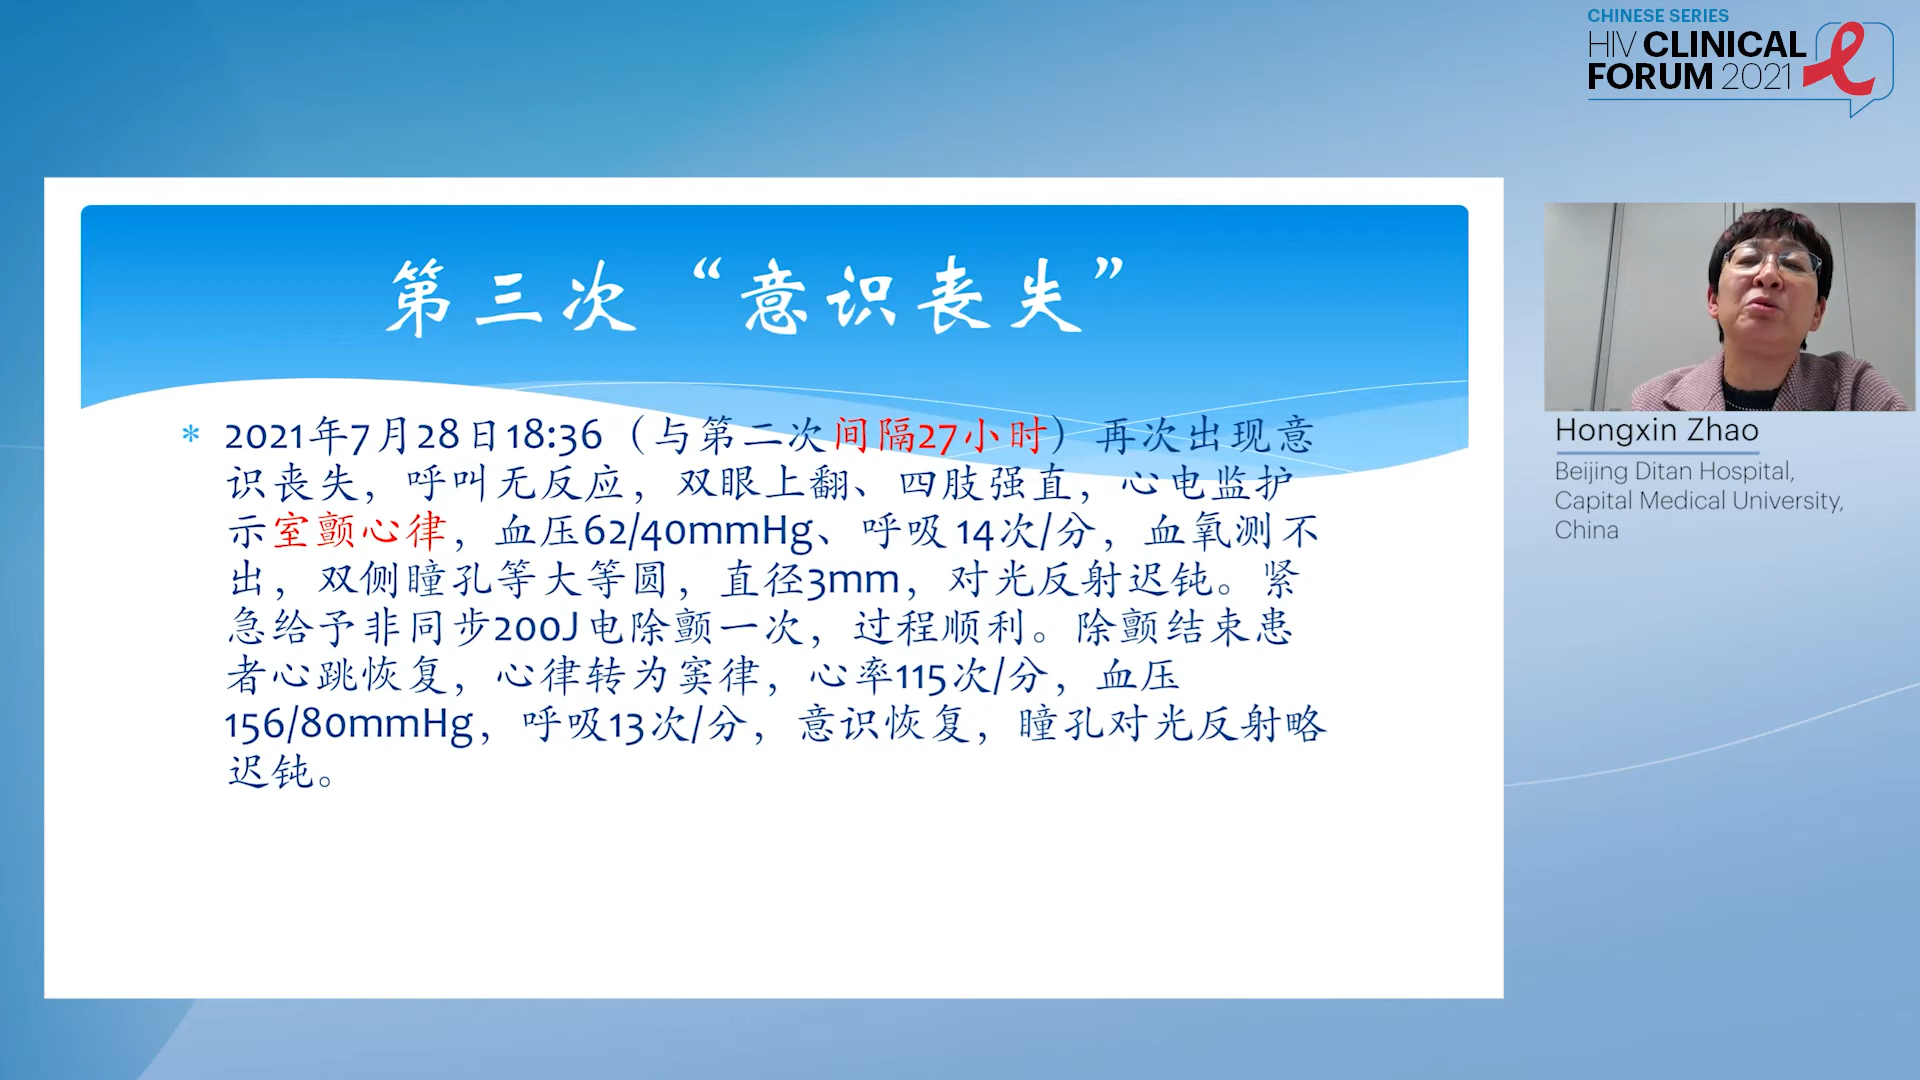 CHINESE SERIES
HIV CLINICAL
FORUM 2021
第三次“意识丧失”
* 2021年7月28日18:36（与第二次间隔27小时）再次出现意
识丧失，呼叫无反应，双眼上翻、四肢强直，心电监护
示室颤心律，血压62/40mmHg、呼吸14次/分，血氧测不
出，双侧瞳孔等大等圆，直径3mm，对光反射迟钝。紧
急给予非同步200J电除颤一次，过程顺利。除颤结束患
者心跳恢复，心律转为窦律，心率115次/分，血压
156/80mmHg，呼吸13次/分，意识恢复，瞳孔对光反射略
迟钝。
Hongxin Zhao
Beijing Ditan Hospital,
Capital Medical University,
China